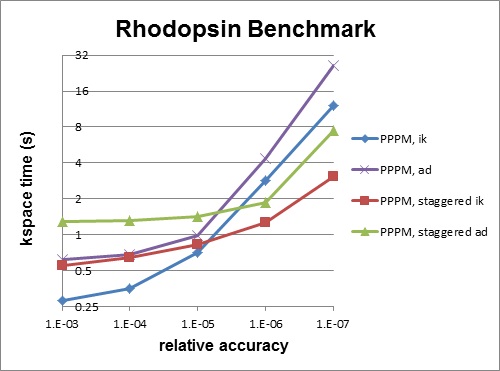 Rhodopsin Benchmark
kspace time (s)
32
16
8
4
2
1
0.5
0.25
1.E-03 1.E-04 1.E-05 1.E-06 1.E-07
relative accuracy
PPPM, ik
PPPM, ad
PPPM, staggered ik
PPPM, staggered ad